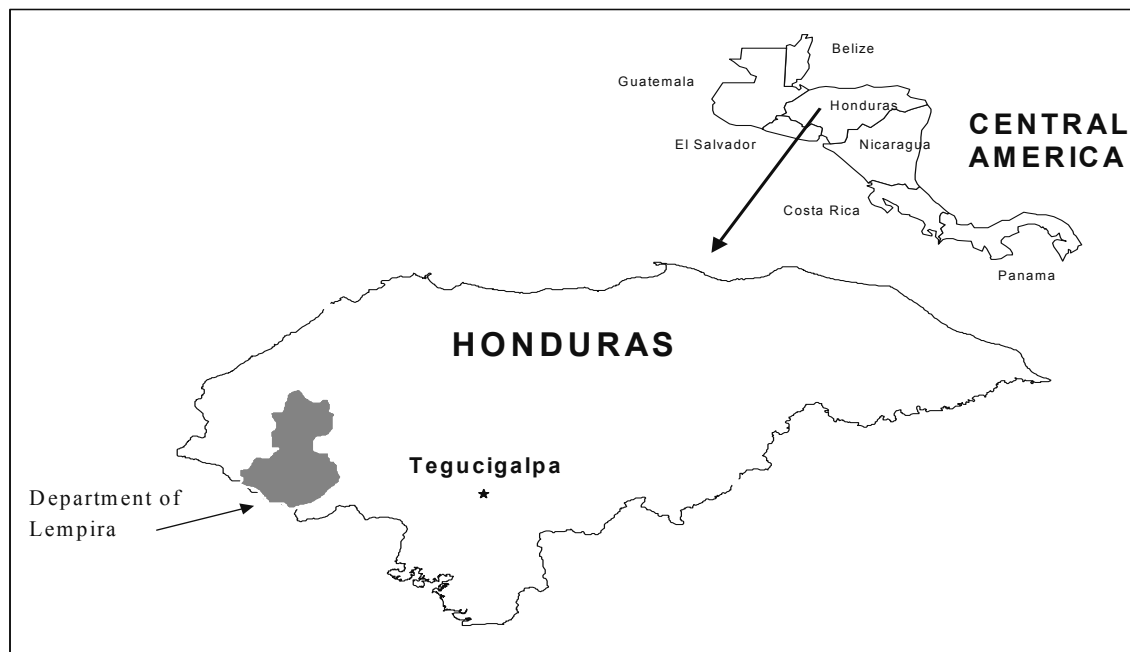 Belize
Guatemala
Honduras
CENTRAL
AMERICA
El Salvador
Nicaragua
Costa Rica
Panama
HONDURAS
Tegucigalpa
Department of
Lempira